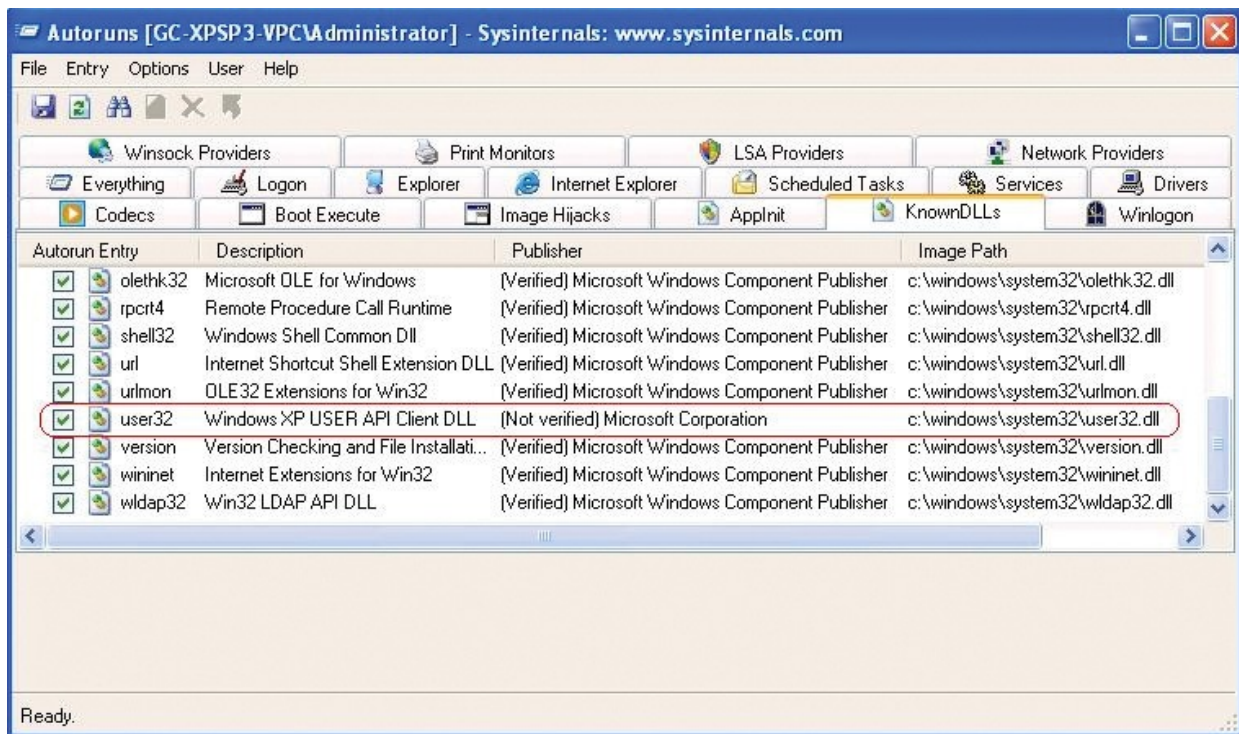 Autoruns [GC-XPSP3-VPC\Administrator] - Sysinternals: www.sysinternals.com
File Entry Options User Help
Winsock Providers Print Monitors LSA Providers Network Providers
Everything Logon Explorer Internet Explorer Scheduled Tasks Services Drivers
Codecs Boot Execute Image Hijacks AppInit KnownDLLs Winlogon
Autorun Entry Description Publisher Image Path
olethk32 Microsoft OLE for Windows (Verified) Microsoft Windows Component Publisher c:\windows\system32\olethk32.dll
rpcrt4 Remote Procedure Call Runtime (Verified) Microsoft Windows Component Publisher c:\windows\system32\rpcrt4.dll
shell32 Windows Shell Common Dll (Verified) Microsoft Windows Component Publisher c:\windows\system32\shell32.dll
url Internet Shortcut Shell Extension DLL (Verified) Microsoft Windows Component Publisher c:\windows\system32\url.dll
urlmon OLE32 Extensions for Win32 (Verified) Microsoft Windows Component Publisher c:\windows\system32\urlmon.dll
user32 Windows XP USER API Client DLL (Not verified) Microsoft Corporation c:\windows\system32\user32.dll
version Version Checking and File Installati... (Verified) Microsoft Windows Component Publisher c:\windows\system32\version.dll
wininet Internet Extensions for Win32 (Verified) Microsoft Windows Component Publisher c:\windows\system32\wininet.dll
wldap32 Win32 LDAP API DLL (Verified) Microsoft Windows Component Publisher c:\windows\system32\wldap32.dll
Ready.